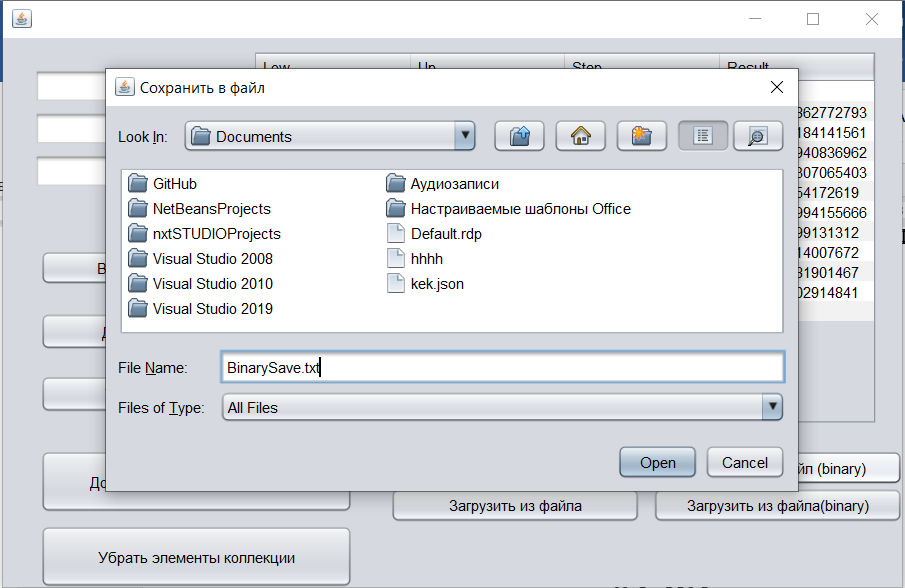 Low Up Step Result
Сохранить в файл
Look In: Documents
GitHub
NetBeansProjects
nxtSTUDIOProjects
Visual Studio 2008
Visual Studio 2010
Visual Studio 2019
Аудиозаписи
Настраиваемые шаблоны Office
Default.rdp
hhhh
kek.json
File Name: BinarySave.txt
Files of Type: All Files
Open Cancel
862772793
184141561
940836962
307065403
54172619
994155666
99131312
14007672
31901467
02914841
(binary)
Загрузить из файла
Загрузить из файла(binary)
Убрать элементы коллекции